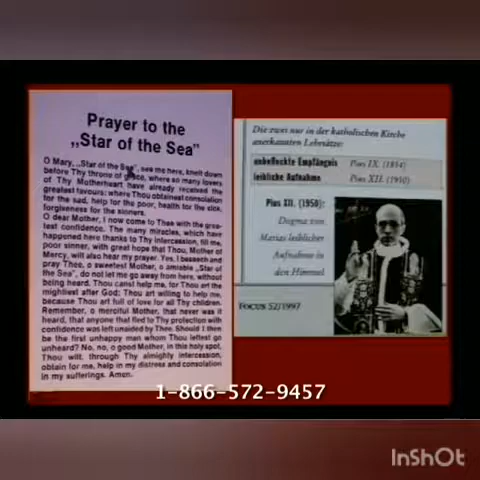 Prayer to the
„Star of the Sea"
O Mary, „Star of the Sea", see me here, knelt down
before Thy throne of grace, where so many lovers
of Thy Motherheart have already received the
greatest favours; where Thou obtainest consolation
for the sad, help for the poor, health for the sick,
forgiveness for the sinners.
O dear Mother, I now come to Thee with the grea-
test confidence. The many miracles, which have
happened here thanks to Thy intercession, fill me,
poor sinner, with great hope that Thou, Mother of
Mercy, will also hear my prayer. Yes, I beseech and
pray Thee, o sweetest Mother, o amiable „Star of
the Sea", do not let me go away from here, without
being heard. Thou canst help me, for Thou art the
mightiest after God; Thou art willing to help me,
because Thou art full of love for all Thy children.
Remember, o merciful Mother, that never was it
heard, that anyone that fled to Thy protection with
confidence was left unaided by Thee. Should I then
be the first unhappy man whom Thou lettest go
unheard? No, no, o good Mother, in this holy spot,
Thou wilt, through Thy almighty intercession,
obtain for me, help in my distress and consolation
in my sufferings. Amen.
Die zwei nur in der katholischen Kirche
anerkannten Lehrsätze:
unbefleckte Empfängnis Pius IX. (1854)
leibliche Aufnahme Pius XII. (1950)
Pius XII. (1950):
Dogma von
Marias leiblicher
Aufnahme in
den Himmel
FOCUS 52/1997
1-866-572-9457
InShOt